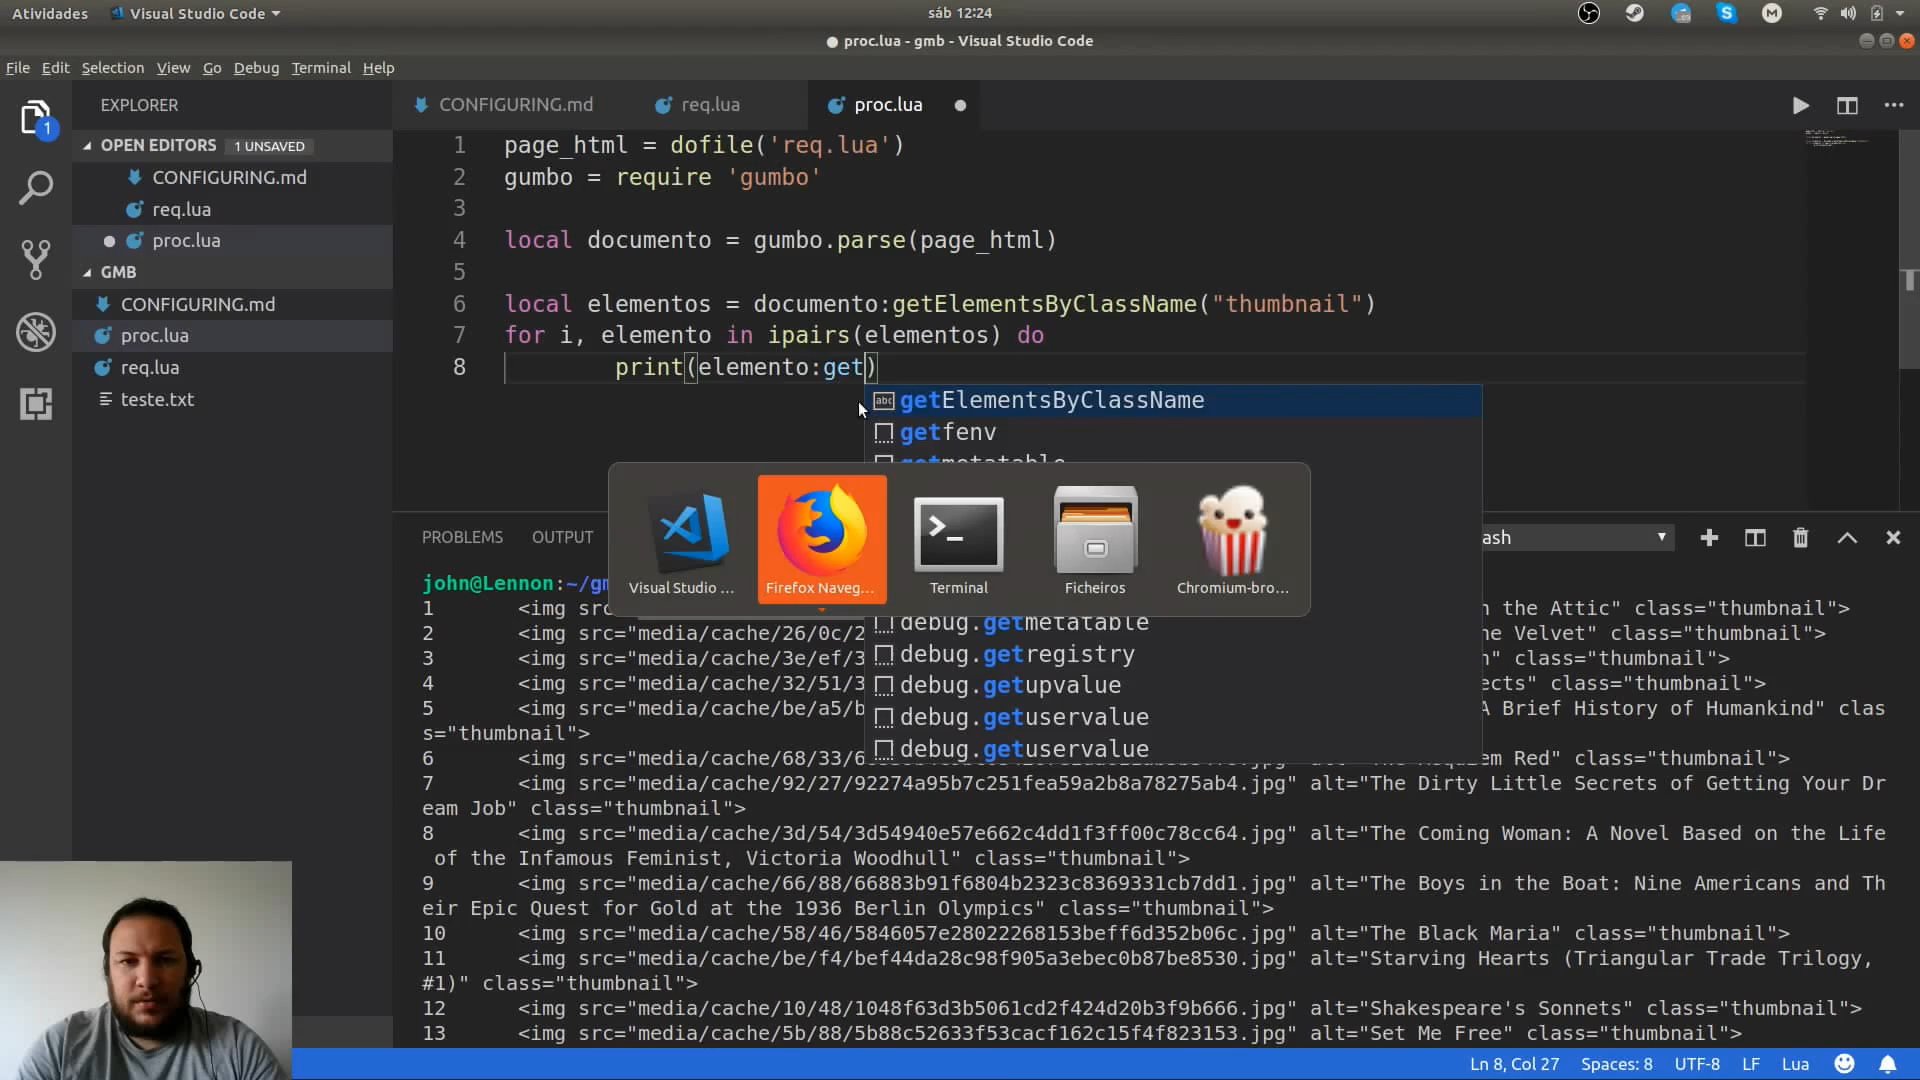 Atividades
Visual Studio Code
sáb 12:24
proc.lua - gmb - Visual Studio Code
File Edit Selection View Go Debug Terminal Help
EXPLORER
OPEN EDITORS 1 UNSAVED
CONFIGURING.md
req.lua
proc.lua
GMB
CONFIGURING.md
proc.lua
req.lua
teste.txt
1
CONFIGURING.md
req.lua
proc.lua
1 page_html = dofile('req.lua')
2 gumbo = require 'gumbo'
3
4 local documento = gumbo.parse(page_html)
5
6 local elementos = documento:getElementsByClassName("thumbnail")
7 for i, elemento in ipairs(elementos) do
8 print(elemento:get)
abc getElementsByClassName
getfenv
getmetatable
debug.getmetatable
debug.getregistry
debug.getupvalue
debug.getuservalue
debug.getuservalue
Visual Studio ...
Firefox Naveg...
Terminal
Ficheiros
Chromium-bro...
PROBLEMS OUTPUT
ash
john@Lennon:~/gm
1 <img src n the Attic" class="thumbnail">
2 <img src="media/cache/26/0c/2 ne Velvet" class="thumbnail">
3 <img src="media/cache/3e/ef/3 n" class="thumbnail">
4 <img src="media/cache/32/51/3 ects" class="thumbnail">
5 <img src="media/cache/be/a5/b A Brief History of Humankind" clas
s="thumbnail">
6 <img src="media/cache/68/33/6 em Red" class="thumbnail">
7 <img src="media/cache/92/27/92274a95b7c251fea59a2b8a78275ab4.jpg" alt="The Dirty Little Secrets of Getting Your Dr
eam Job" class="thumbnail">
8 <img src="media/cache/3d/54/3d54940e57e662c4dd1f3ff00c78cc64.jpg" alt="The Coming Woman: A Novel Based on the Life
of the Infamous Feminist, Victoria Woodhull" class="thumbnail">
9 <img src="media/cache/66/88/66883b91f6804b2323c8369331cb7dd1.jpg" alt="The Boys in the Boat: Nine Americans and Th
eir Epic Quest for Gold at the 1936 Berlin Olympics" class="thumbnail">
10 <img src="media/cache/58/46/5846057e28022268153beff6d352b06c.jpg" alt="The Black Maria" class="thumbnail">
11 <img src="media/cache/be/f4/bef44da28c98f905a3ebec0b87be8530.jpg" alt="Starving Hearts (Triangular Trade Trilogy,
#1)" class="thumbnail">
12 <img src="media/cache/10/48/1048f63d3b5061cd2f424d20b3f9b666.jpg" alt="Shakespeare's Sonnets" class="thumbnail">
13 <img src="media/cache/5b/88/5b88c52633f53cacf162c15f4f823153.jpg" alt="Set Me Free" class="thumbnail">
Ln 8, Col 27 Spaces: 8 UTF-8 LF Lua